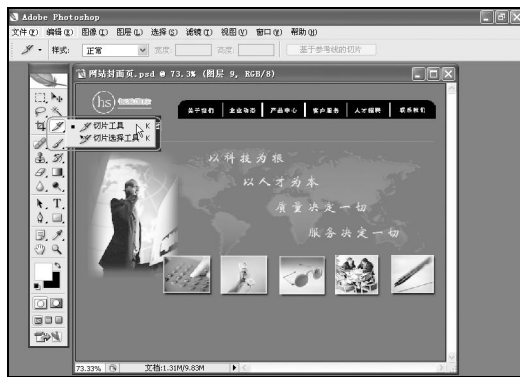 Adobe Photoshop
文件(F) 编辑(E) 图像(I) 图层(L) 选择(S) 滤镜(T) 视图(V) 窗口(W) 帮助(H)
样式: 正常 宽度: 高度: 基于参考线的切片
网站封面页.psd @ 73.3% (图层 9, RGB/8)
hs
关于我们 企业动态 产品中心 客户服务 人才招聘 联系我们
切片工具 K
切片选择工具 K
以科技为根
以人才为本
质量决定一切
服务决定一切
T
73.33% 文档:1.31M/9.83M